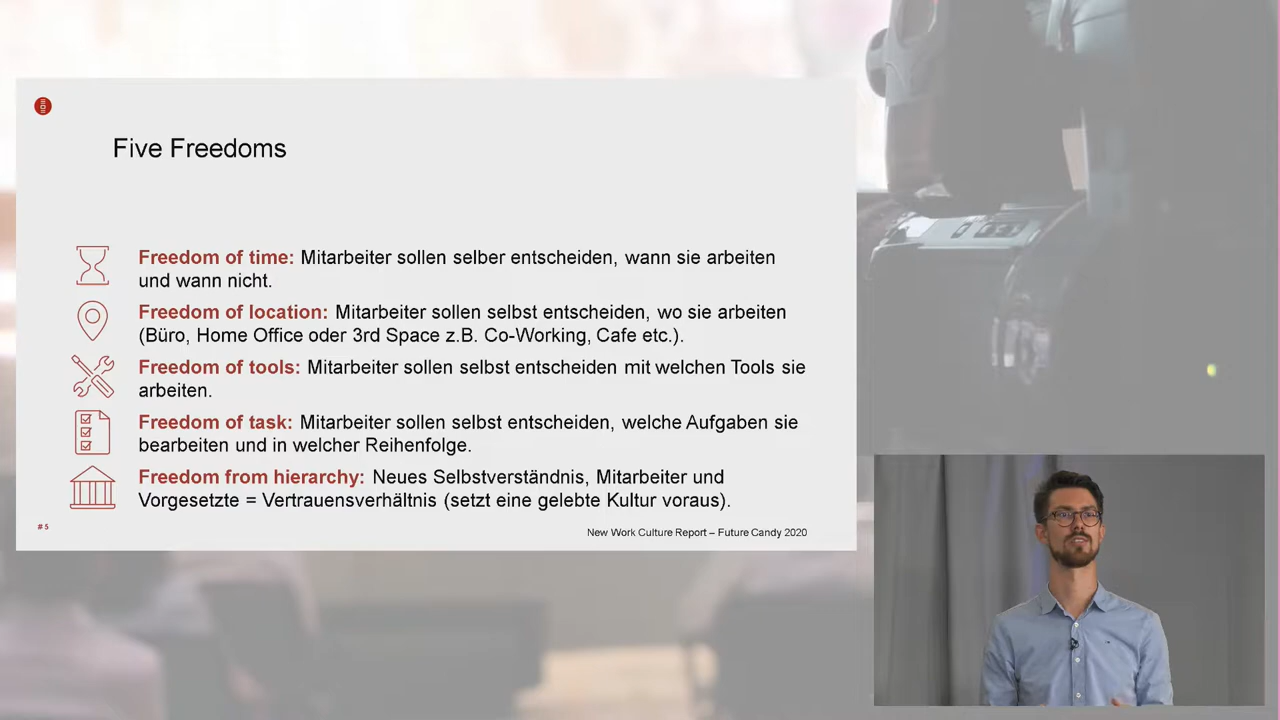 Five Freedoms
Freedom of time: Mitarbeiter sollen selber entscheiden, wann sie arbeiten
und wann nicht.
Freedom of location: Mitarbeiter sollen selbst entscheiden, wo sie arbeiten
(Büro, Home Office oder 3rd Space z.B. Co-Working, Cafe etc.).
Freedom of tools: Mitarbeiter sollen selbst entscheiden mit welchen Tools sie
arbeiten.
Freedom of task: Mitarbeiter sollen selbst entscheiden, welche Aufgaben sie
bearbeiten und in welcher Reihenfolge.
Freedom from hierarchy: Neues Selbstverständnis, Mitarbeiter und
Vorgesetzte = Vertrauensverhältnis (setzt eine gelebte Kultur voraus).
# 5
New Work Culture Report – Future Candy 2020